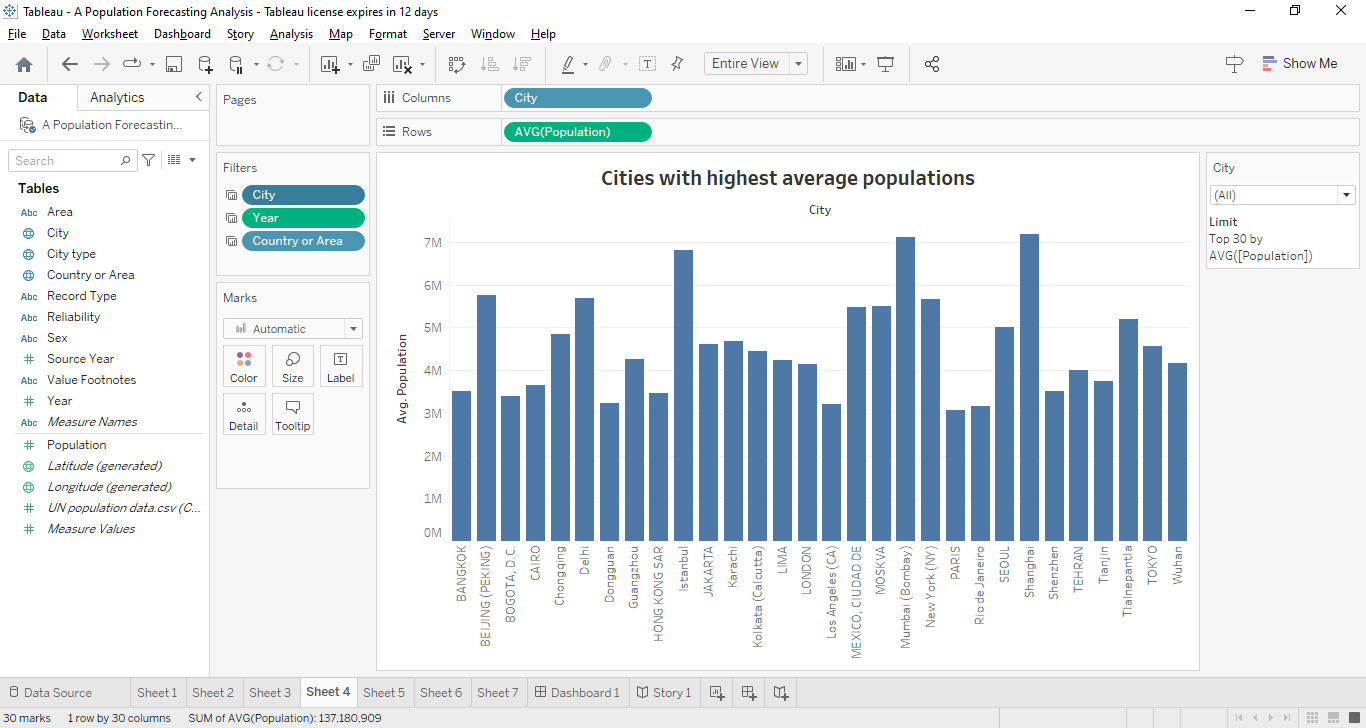 Tableau - A Population Forecasting Analysis - Tableau license expires in 12 days
File Data Worksheet Dashboard Story Analysis Map Format Server Window Help
Entire View
Show Me
Data Analytics
A Population Forecastin...
Search
Tables
Abc Area
City
City type
Country or Area
Abc Record Type
Abc Reliability
Abc Sex
# Source Year
Abc Value Footnotes
# Year
Abc Measure Names
# Population
Latitude (generated)
Longitude (generated)
# UN population data.csv (C...
# Measure Values
Pages
Filters
City
Year
Country or Area
Marks
Automatic
Color Size Label
Detail Tooltip
Columns City
Rows AVG(Population)
Cities with highest average populations
City
Avg. Population
7M
6M
5M
4M
3M
2M
1M
0M
BANGKOK
BEIJING (PEKING)
BOGOTA, D.C.
CAIRO
Chongqing
Delhi
Dongguan
Guangzhou
HONG KONG SAR
Istanbul
JAKARTA
Karachi
Kolkata (Calcutta)
LIMA
LONDON
Los Angeles (CA)
MEXICO, CIUDAD DE
MOSKVA
Mumbai (Bombay)
New York (NY)
PARIS
Rio de Janeiro
SEOUL
Shanghai
Shenzhen
TEHRAN
Tianjin
Tlalnepantla
TOKYO
Wuhan
City
(All)
Limit
Top 30 by
AVG([Population])
Data Source Sheet 1 Sheet 2 Sheet 3 Sheet 4 Sheet 5 Sheet 6 Sheet 7 Dashboard 1 Story 1
30 marks 1 row by 30 columns SUM of AVG(Population): 137,180,909